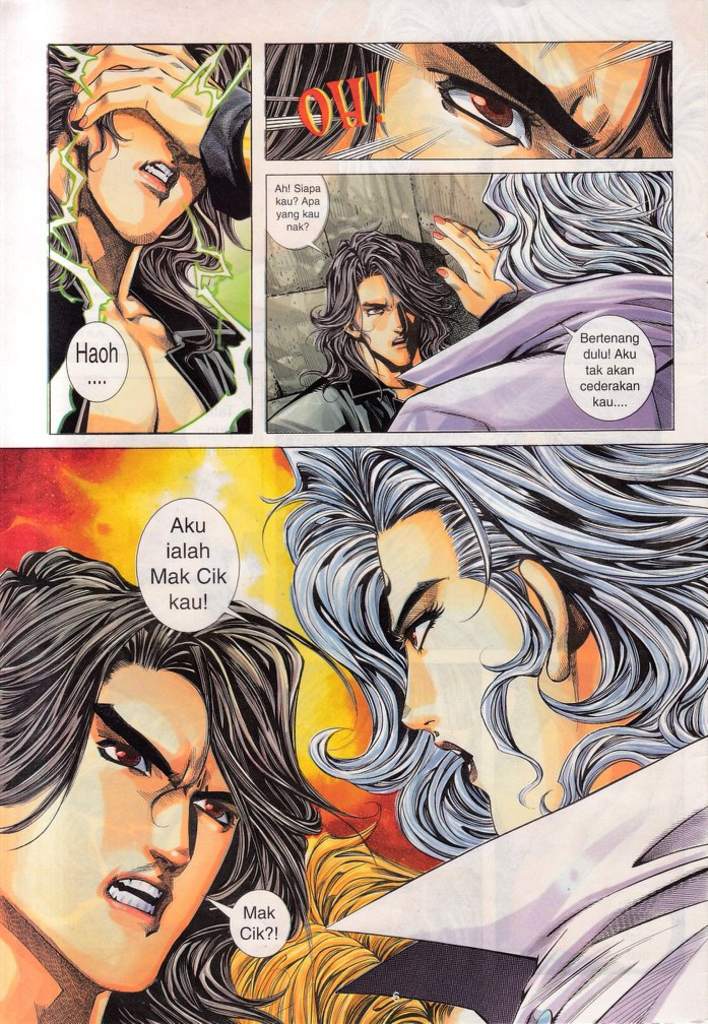 Haoh
....
OH!
Ah! Siapa
kau? Apa
yang kau
nak?
Bertenang
dulu! Aku
tak akan
cederakan
kau....
Aku
ialah
Mak Cik
kau!
Mak
Cik?!
6